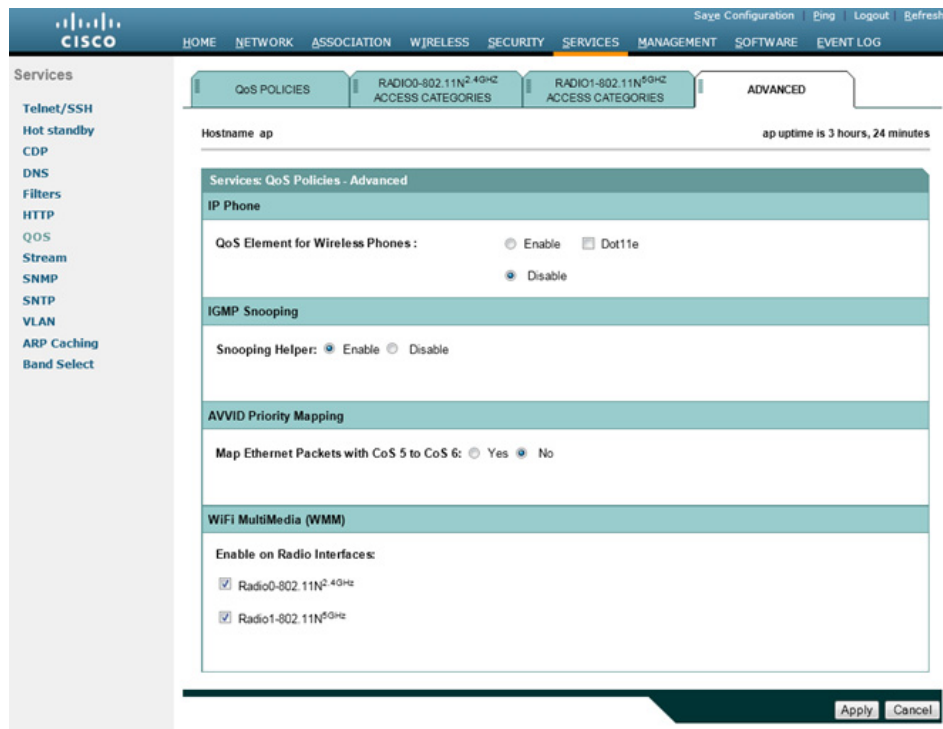 Save Configuration Ping Logout Refresh
CISCO
HOME NETWORK ASSOCIATION WIRELESS SECURITY SERVICES MANAGEMENT SOFTWARE EVENT LOG
Services
Telnet/SSH
Hot standby
CDP
DNS
Filters
HTTP
QOS
Stream
SNMP
SNTP
VLAN
ARP Caching
Band Select
QoS POLICIES
RADIO0-802.11N2.4GHZ
ACCESS CATEGORIES
RADIO1-802.11N5GHZ
ACCESS CATEGORIES
ADVANCED
Hostname ap
ap uptime is 3 hours, 24 minutes
Services: QoS Policies - Advanced
IP Phone
QoS Element for Wireless Phones :
Enable Dot11e
Disable
IGMP Snooping
Snooping Helper: Enable Disable
AVVID Priority Mapping
Map Ethernet Packets with CoS 5 to CoS 6: Yes No
WiFi MultiMedia (WMM)
Enable on Radio Interfaces:
Radio0-802.11N2.4GHz
Radio1-802.11N5GHz
Apply Cancel